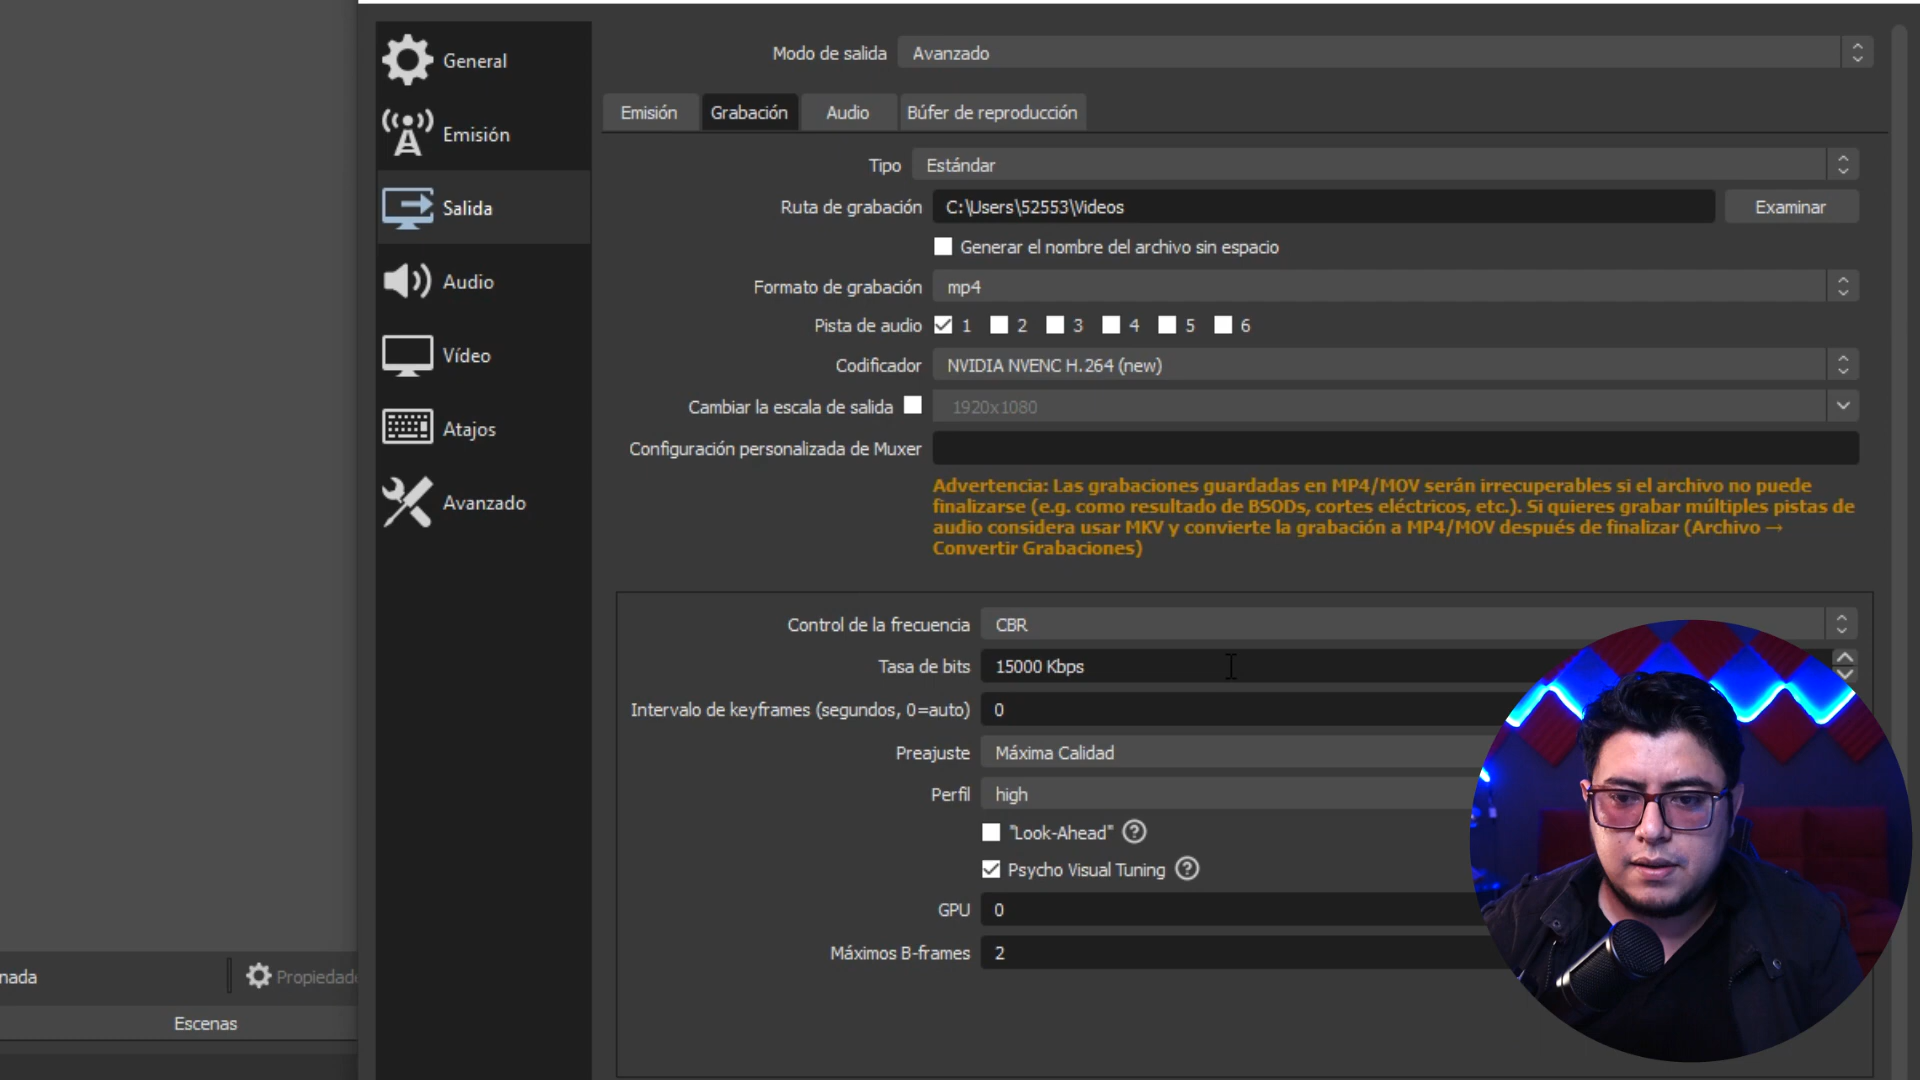 General
Emisión
Salida
Audio
Vídeo
Atajos
Avanzado
Modo de salida Avanzado
Emisión Grabación Audio Búfer de reproducción
Tipo Estándar
Ruta de grabación C:\Users\52553\Videos Examinar
Generar el nombre del archivo sin espacio
Formato de grabación mp4
Pista de audio 1 2 3 4 5 6
Codificador NVIDIA NVENC H.264 (new)
Cambiar la escala de salida 1920x1080
Configuración personalizada de Muxer
Advertencia: Las grabaciones guardadas en MP4/MOV serán irrecuperables si el archivo no puede
finalizarse (e.g. como resultado de BSODs, cortes eléctricos, etc.). Si quieres grabar múltiples pistas de
audio considera usar MKV y convierte la grabación a MP4/MOV después de finalizar (Archivo →
Convertir Grabaciones)
Control de la frecuencia CBR
Tasa de bits 15000 Kbps
Intervalo de keyframes (segundos, 0=auto) 0
Preajuste Máxima Calidad
Perfil high
"Look-Ahead" ?
Psycho Visual Tuning ?
GPU 0
Máximos B-frames 2
nada Propiedade
Escenas